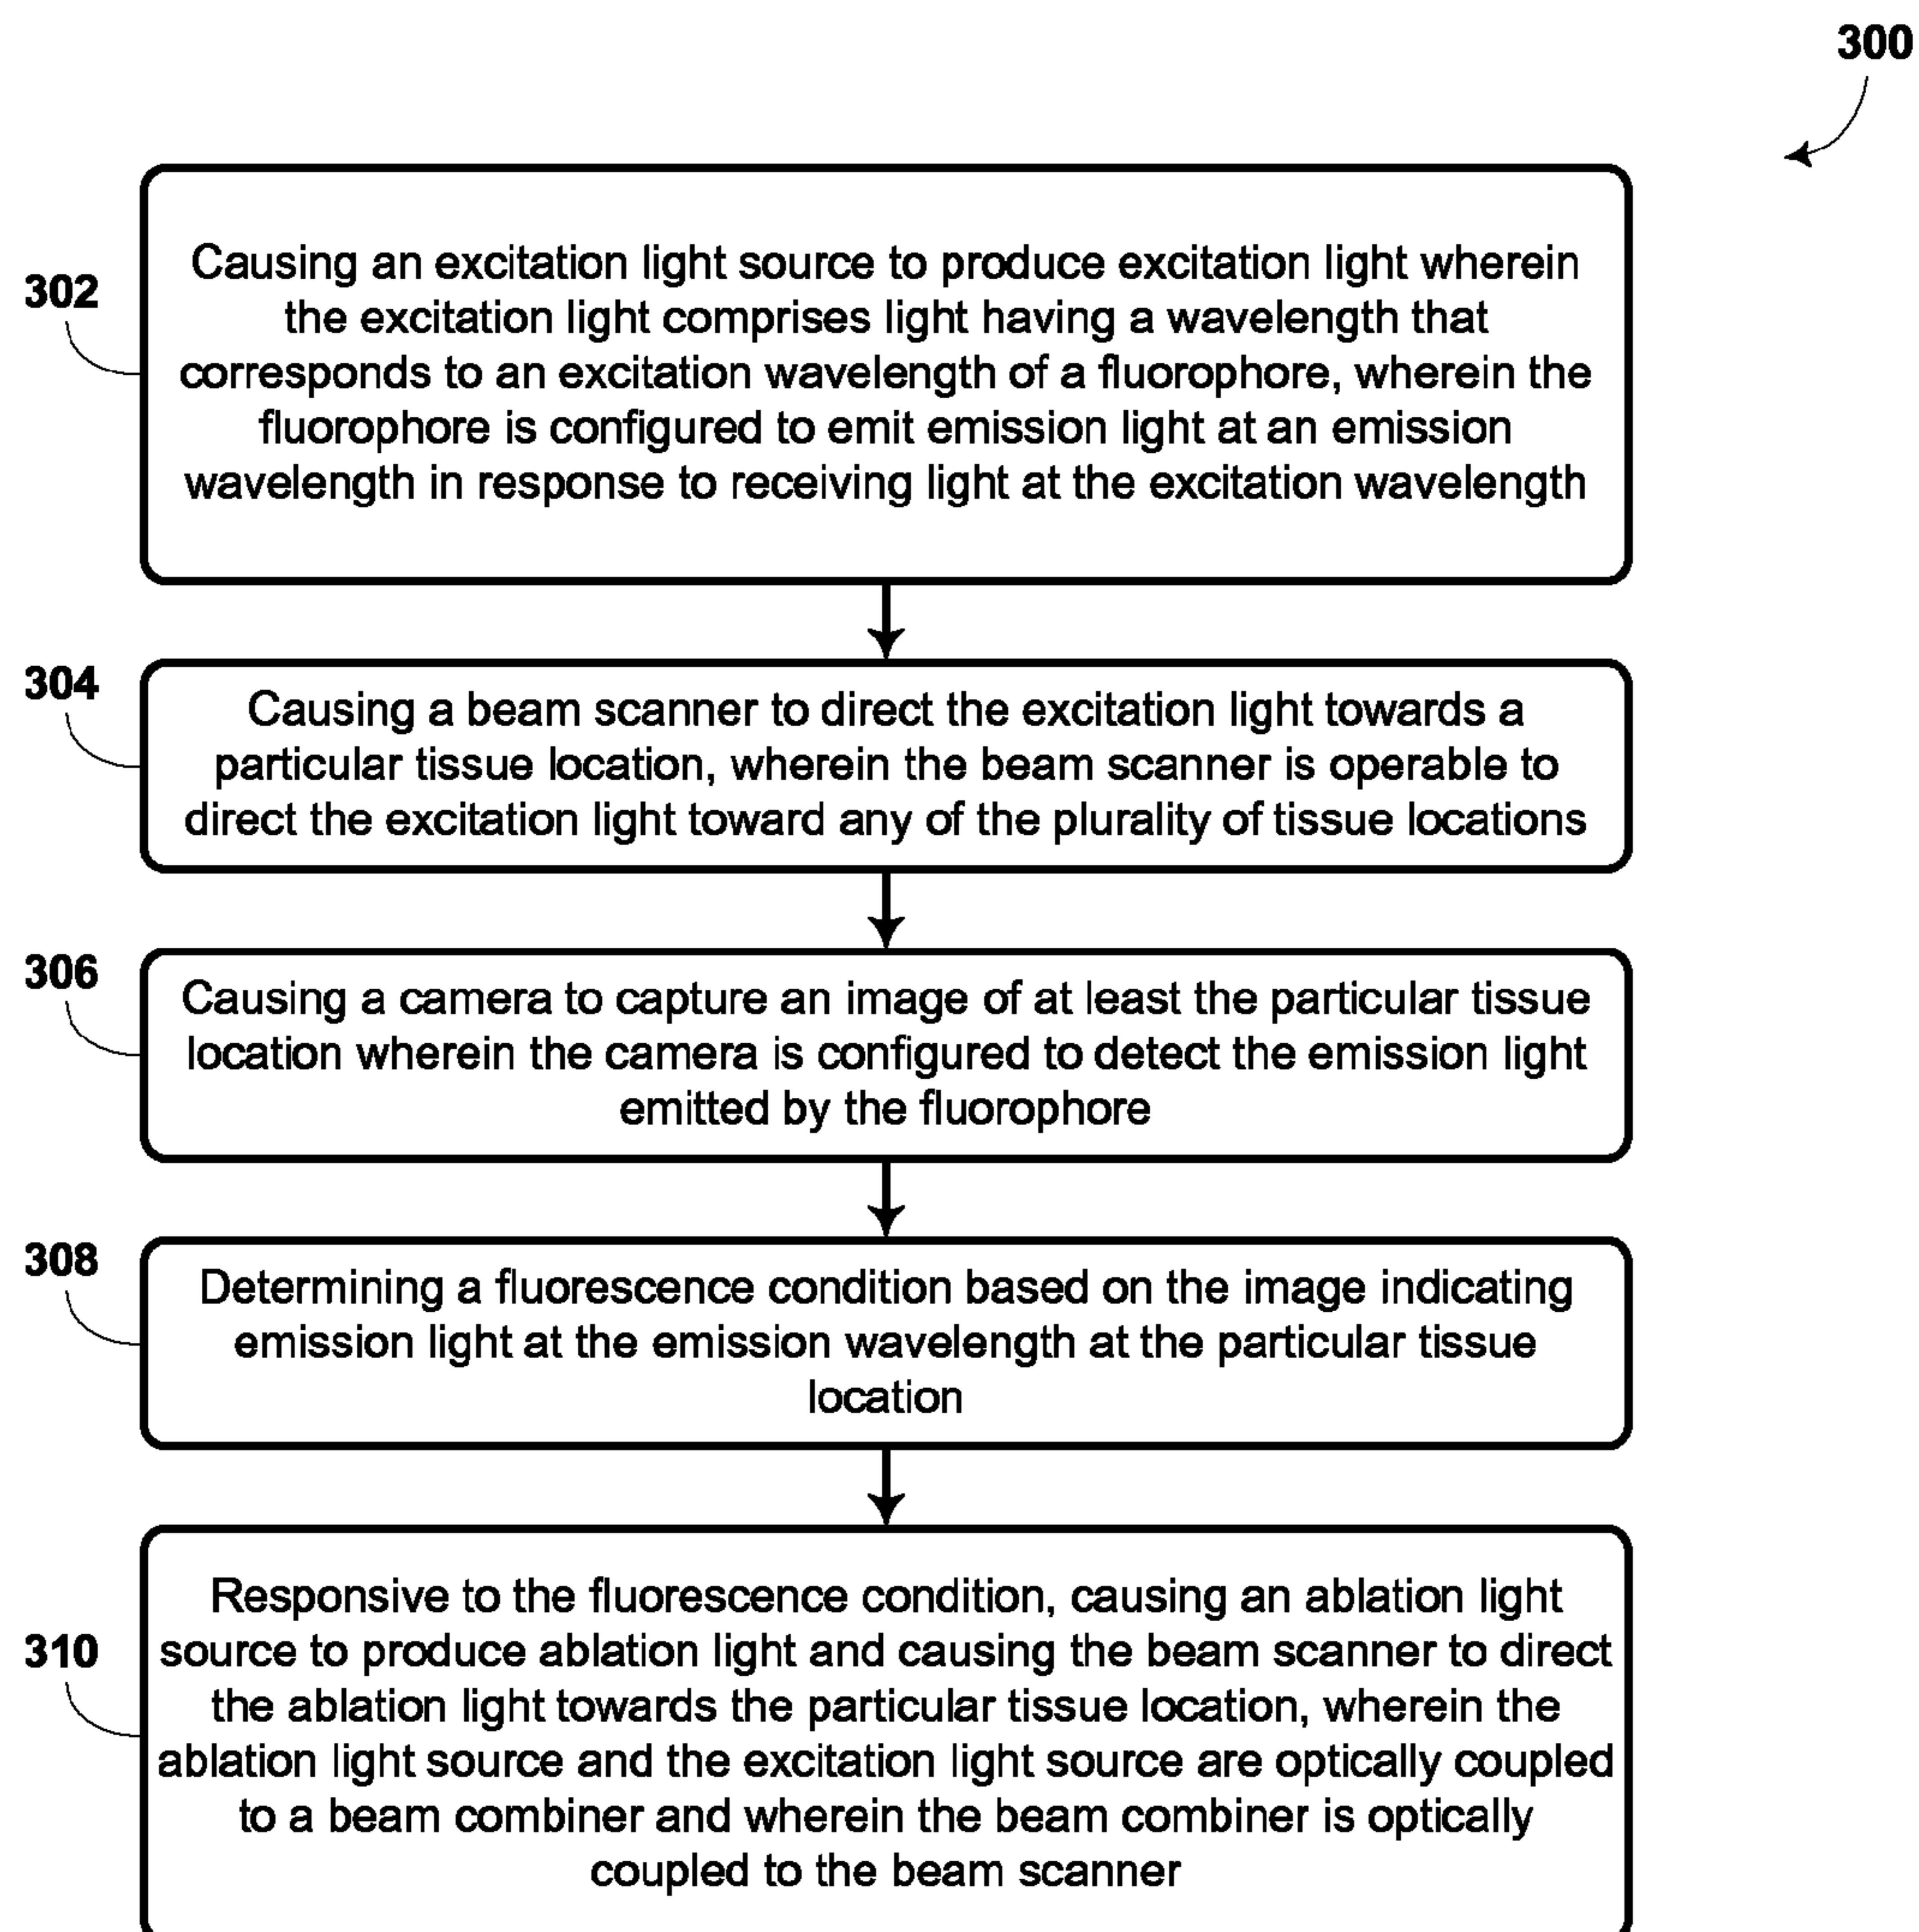 300
302
Causing an excitation light source to produce excitation light wherein
the excitation light comprises light having a wavelength that
corresponds to an excitation wavelength of a fluorophore, wherein the
fluorophore is configured to emit emission light at an emission
wavelength in response to receiving light at the excitation wavelength
304
Causing a beam scanner to direct the excitation light towards a
particular tissue location, wherein the beam scanner is operable to
direct the excitation light toward any of the plurality of tissue locations
306
Causing a camera to capture an image of at least the particular tissue
location wherein the camera is configured to detect the emission light
emitted by the fluorophore
308
Determining a fluorescence condition based on the image indicating
emission light at the emission wavelength at the particular tissue
location
310
Responsive to the fluorescence condition, causing an ablation light
source to produce ablation light and causing the beam scanner to direct
the ablation light towards the particular tissue location, wherein the
ablation light source and the excitation light source are optically coupled
to a beam combiner and wherein the beam combiner is optically
coupled to the beam scanner